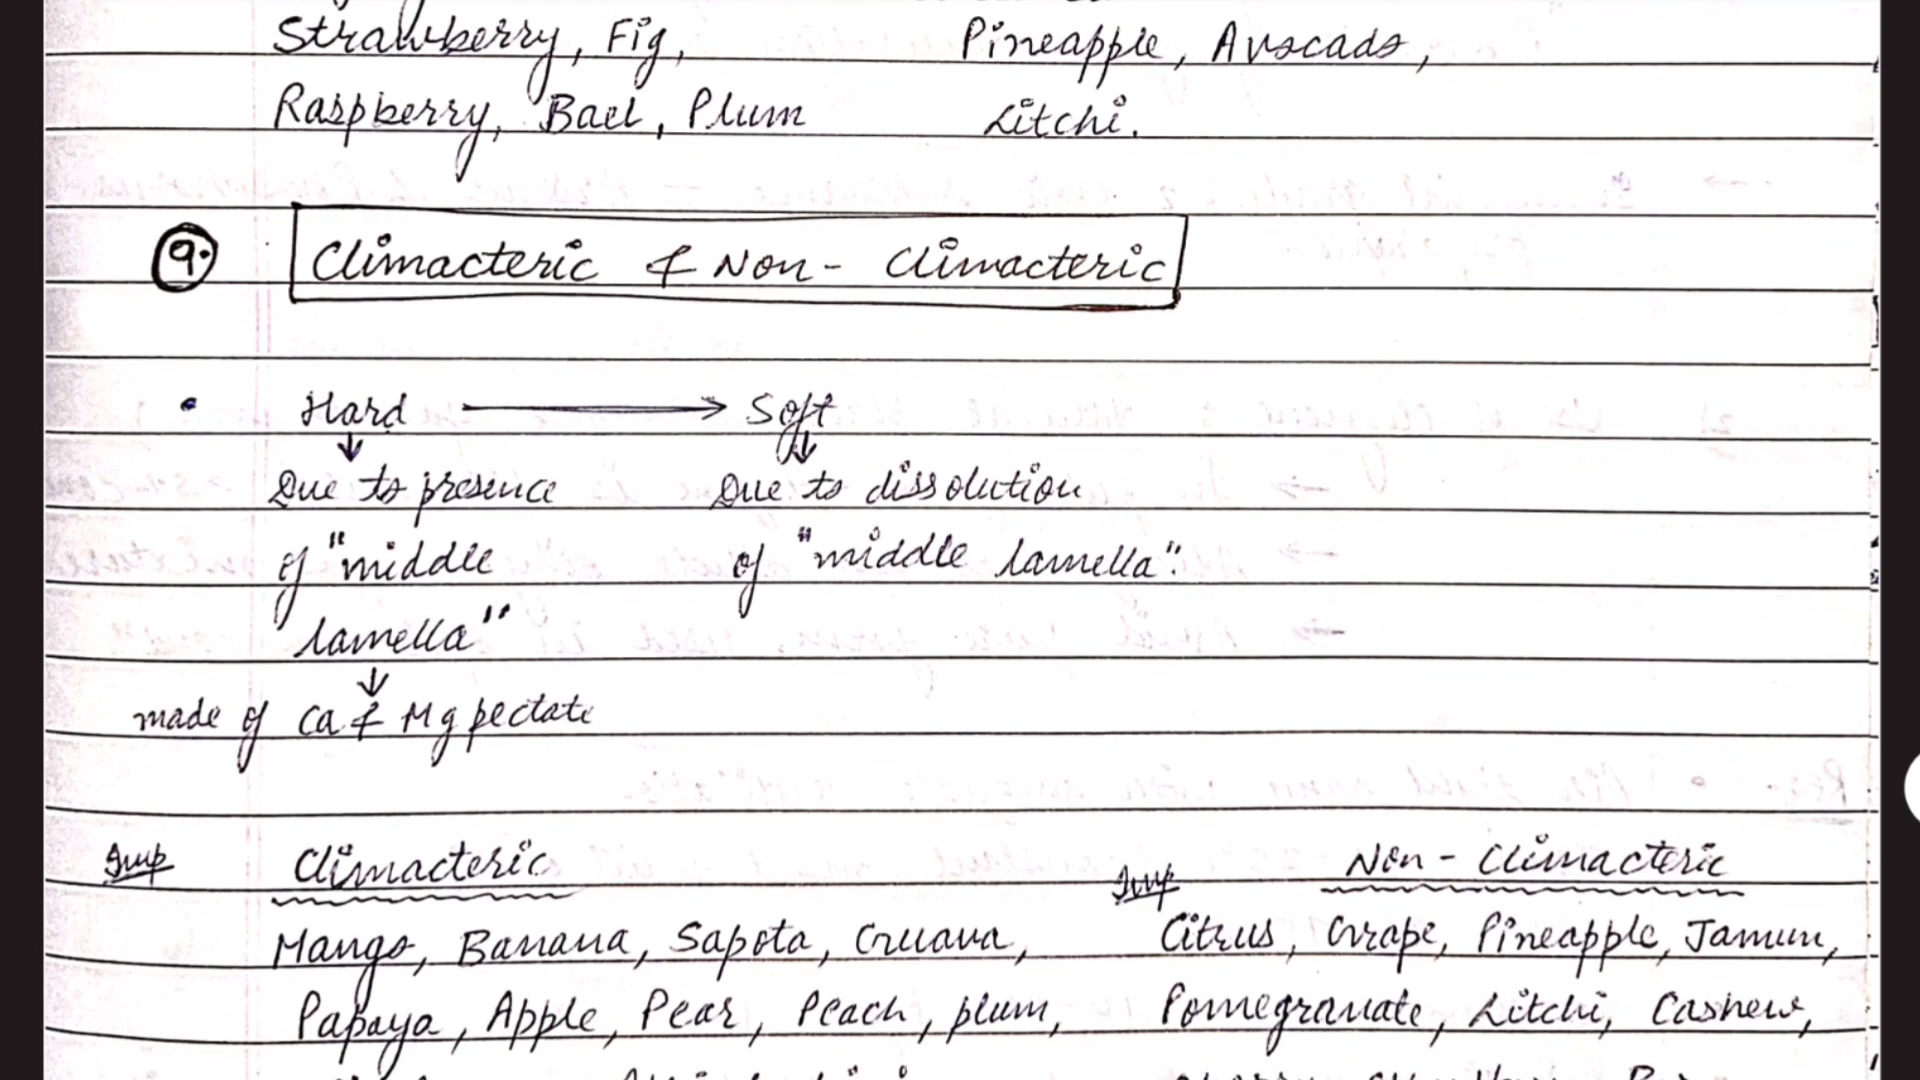 Strawberry, Fig, Pineapple, Avocado,
Raspberry, Bael, Plum Litchi.
9. Climacteric & Non - Climacteric
• Hard → Soft
↓ ↓
Due to presence Due to dissolution
of "middle of "middle lamella".
lamella"
↓
made of Ca & Mg pectate
Imp Climacteric Imp Non - Climacteric
Mango, Banana, Sapota, Guava, Citrus, Grape, Pineapple, Jamun,
Papaya, Apple, Pear, Peach, plum, Pomegranate, Litchi, Cashew,